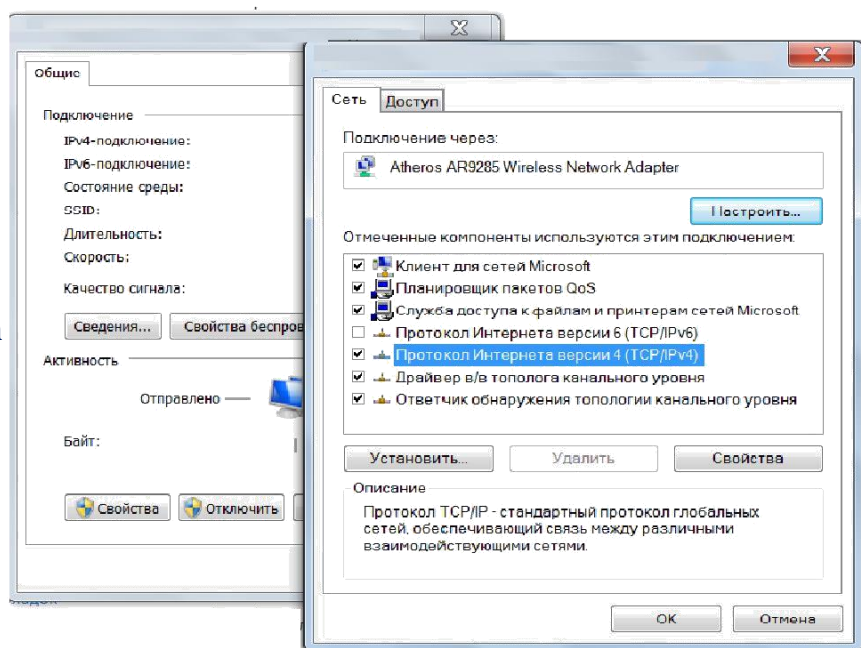 Общие
Подключение
IPv4-подключение:
IPv6-подключение:
Состояние среды:
SSID:
Длительность:
Скорость:
Качество сигнала:
Сведения...
Свойства беспров
Активность
Отправлено
Байт:
Свойства
Отключить
Сеть
Доступ
Подключение через:
Atheros AR9285 Wireless Network Adapter
Настроить...
Отмеченные компоненты используются этим подключением:
Клиент для сетей Microsoft
Планировщик пакетов QoS
Служба доступа к файлам и принтерам сетей Microsoft
Протокол Интернета версии 6 (TCP/IPv6)
Протокол Интернета версии 4 (TCP/IPv4)
Драйвер в/в тополога канального уровня
Ответчик обнаружения топологии канального уровня
Установить...
Удалить
Свойства
Описание
Протокол TCP/IP - стандартный протокол глобальных
сетей, обеспечивающий связь между различными
взаимодействующими сетями.
OK
Отмена